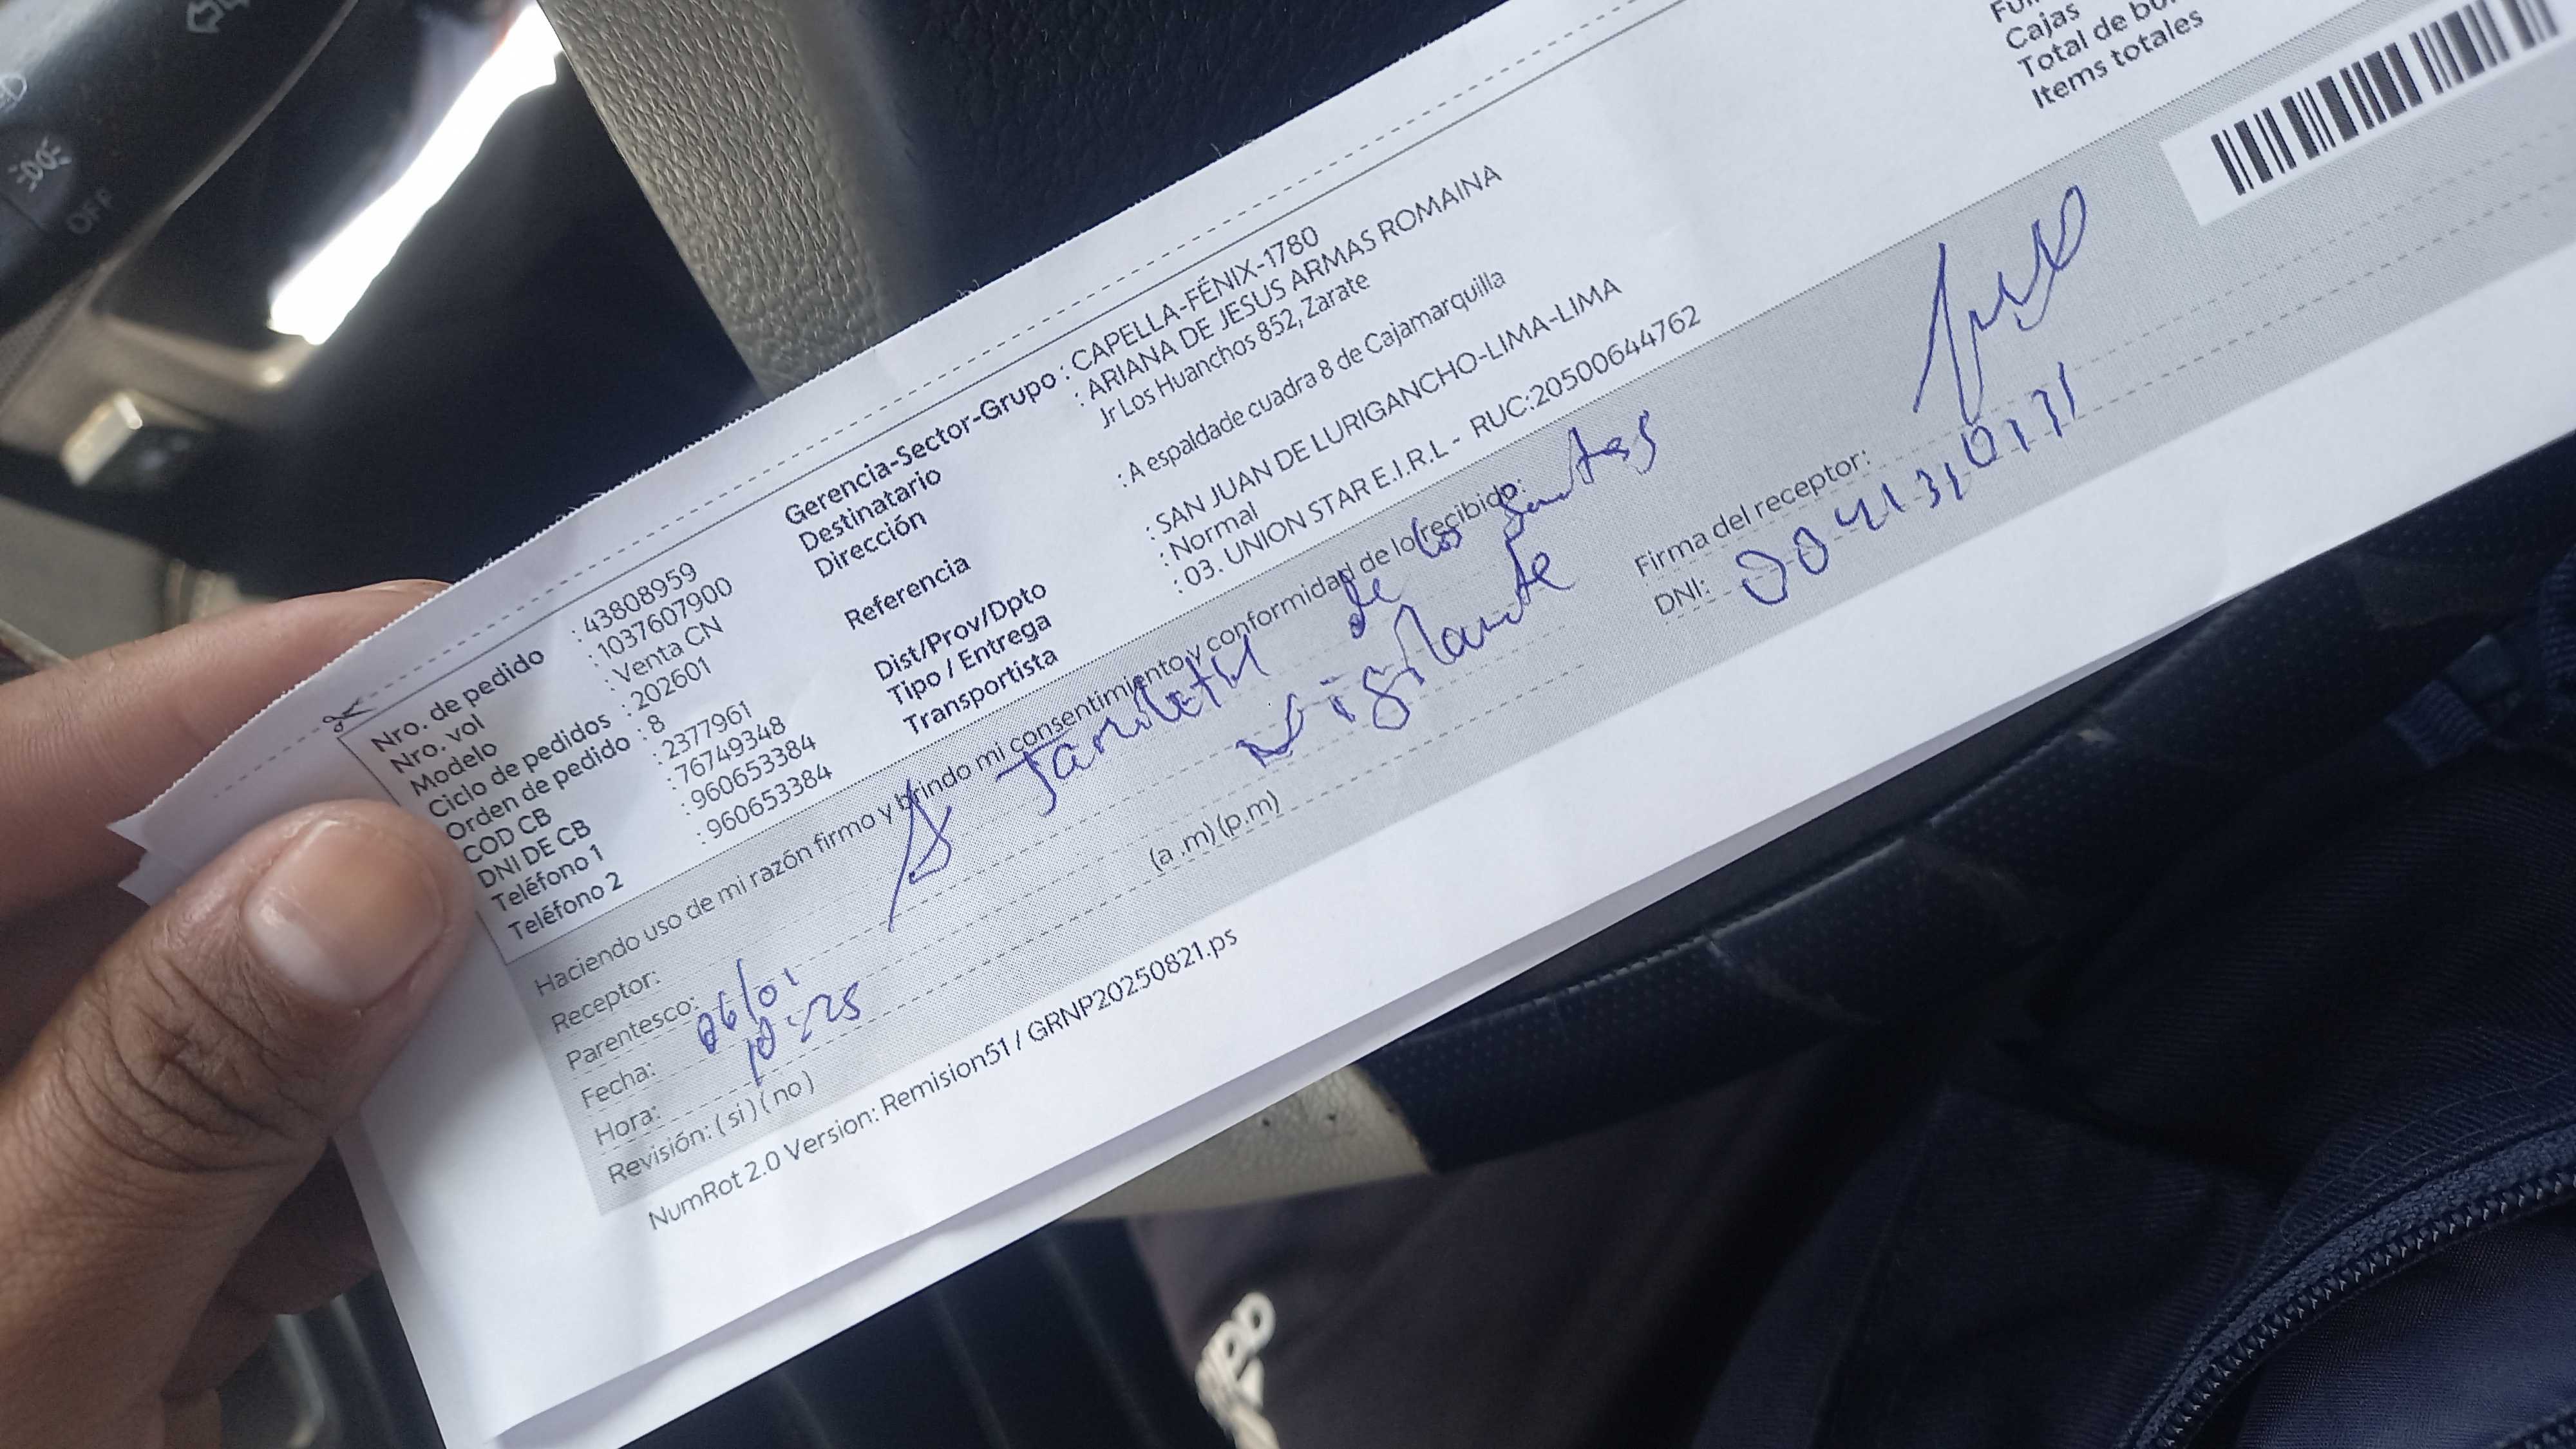 Cajas
Items totales
Nro. de pedido : 43808959
Nro. vol : 1037607900
Modelo : Venta CN
Ciclo de pedidos : 202601
Orden de pedido : 8
COD CB : 2377961
DNI DE CB : 76749348
Teléfono 1 : 960653384
Teléfono 2 : 960653384
Gerencia-Sector-Grupo : CAPELLA-FÉNIX-1780
Destinatario : ARIANA DE JESUS ARMAS ROMAINA
Dirección Jr Los Huanchos 852, Zarate
Referencia : A espaldade cuadra 8 de Cajamarquilla
Dist/Prov/Dpto : SAN JUAN DE LURIGANCHO-LIMA-LIMA
Tipo / Entrega : Normal
Transportista : 03. UNION STAR E.I.R.L - RUC:20500644762
Haciendo uso de mi razón firmo y brindo mi consentimiento y conformidad de lo recibido:
Receptor: de los
Parentesco: vigilante
Fecha: 06/01
Hora: 10:25 (a .m) (p.m)
Revisión: ( si ) ( no )
Firma del receptor:
DNI:
NumRot 2.0 Version: Remision51 / GRNP20250821.ps
OFF